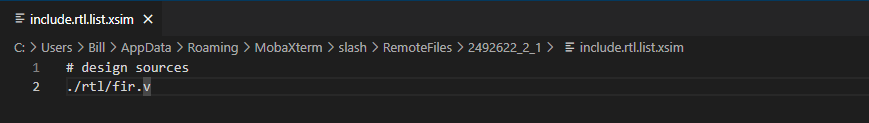 include.rtl.list.xsim
C: > Users > Bill > AppData > Roaming > MobaXterm > slash > RemoteFiles > 2492622_2_1 > include.rtl.list.xsim
1 # design sources
2 ./rtl/fir.v